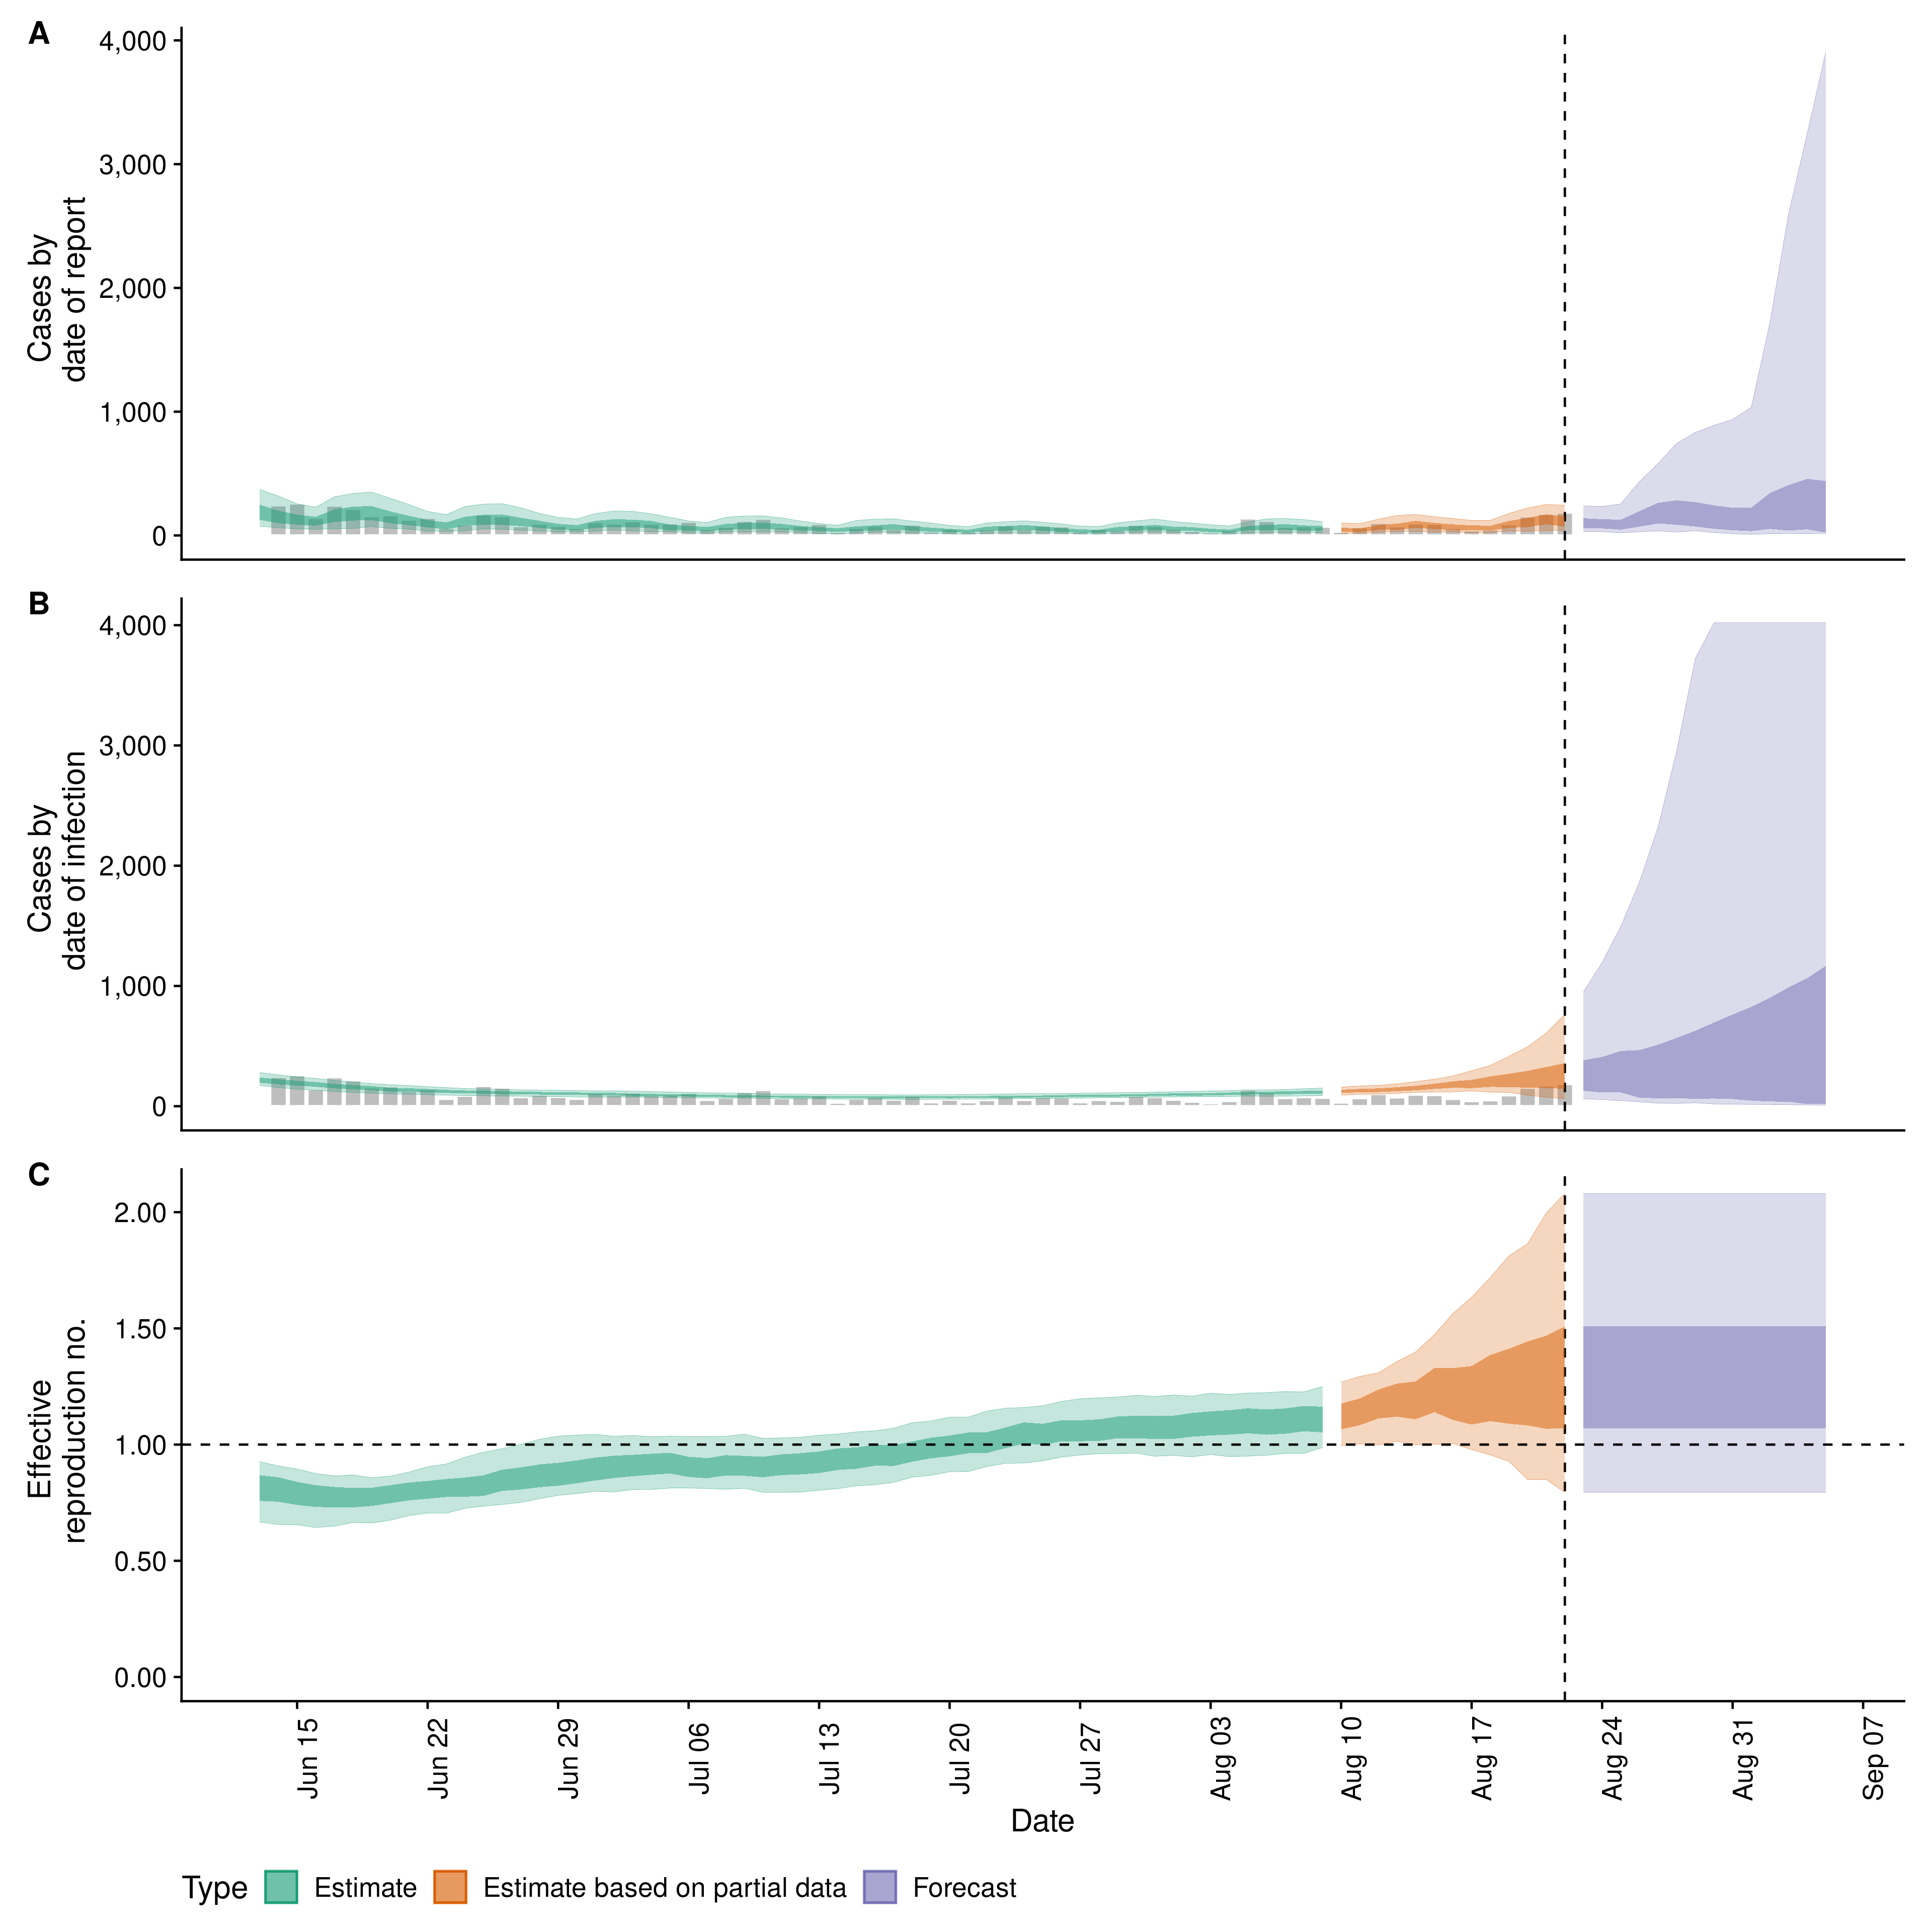 A
4,000
3,000
2,000
1,000
0
Cases by
date of report
B
4,000
3,000
2,000
1,000
0
Cases by
date of infection
C
2.00
1.50
1.00
0.50
0.00
Effective
reproduction no.
Jun 15
Jun 22
Jun 29
Jul 06
Jul 13
Jul 20
Jul 27
Aug 03
Aug 10
Aug 17
Aug 24
Aug 31
Sep 07
Date
Type Estimate Estimate based on partial data Forecast